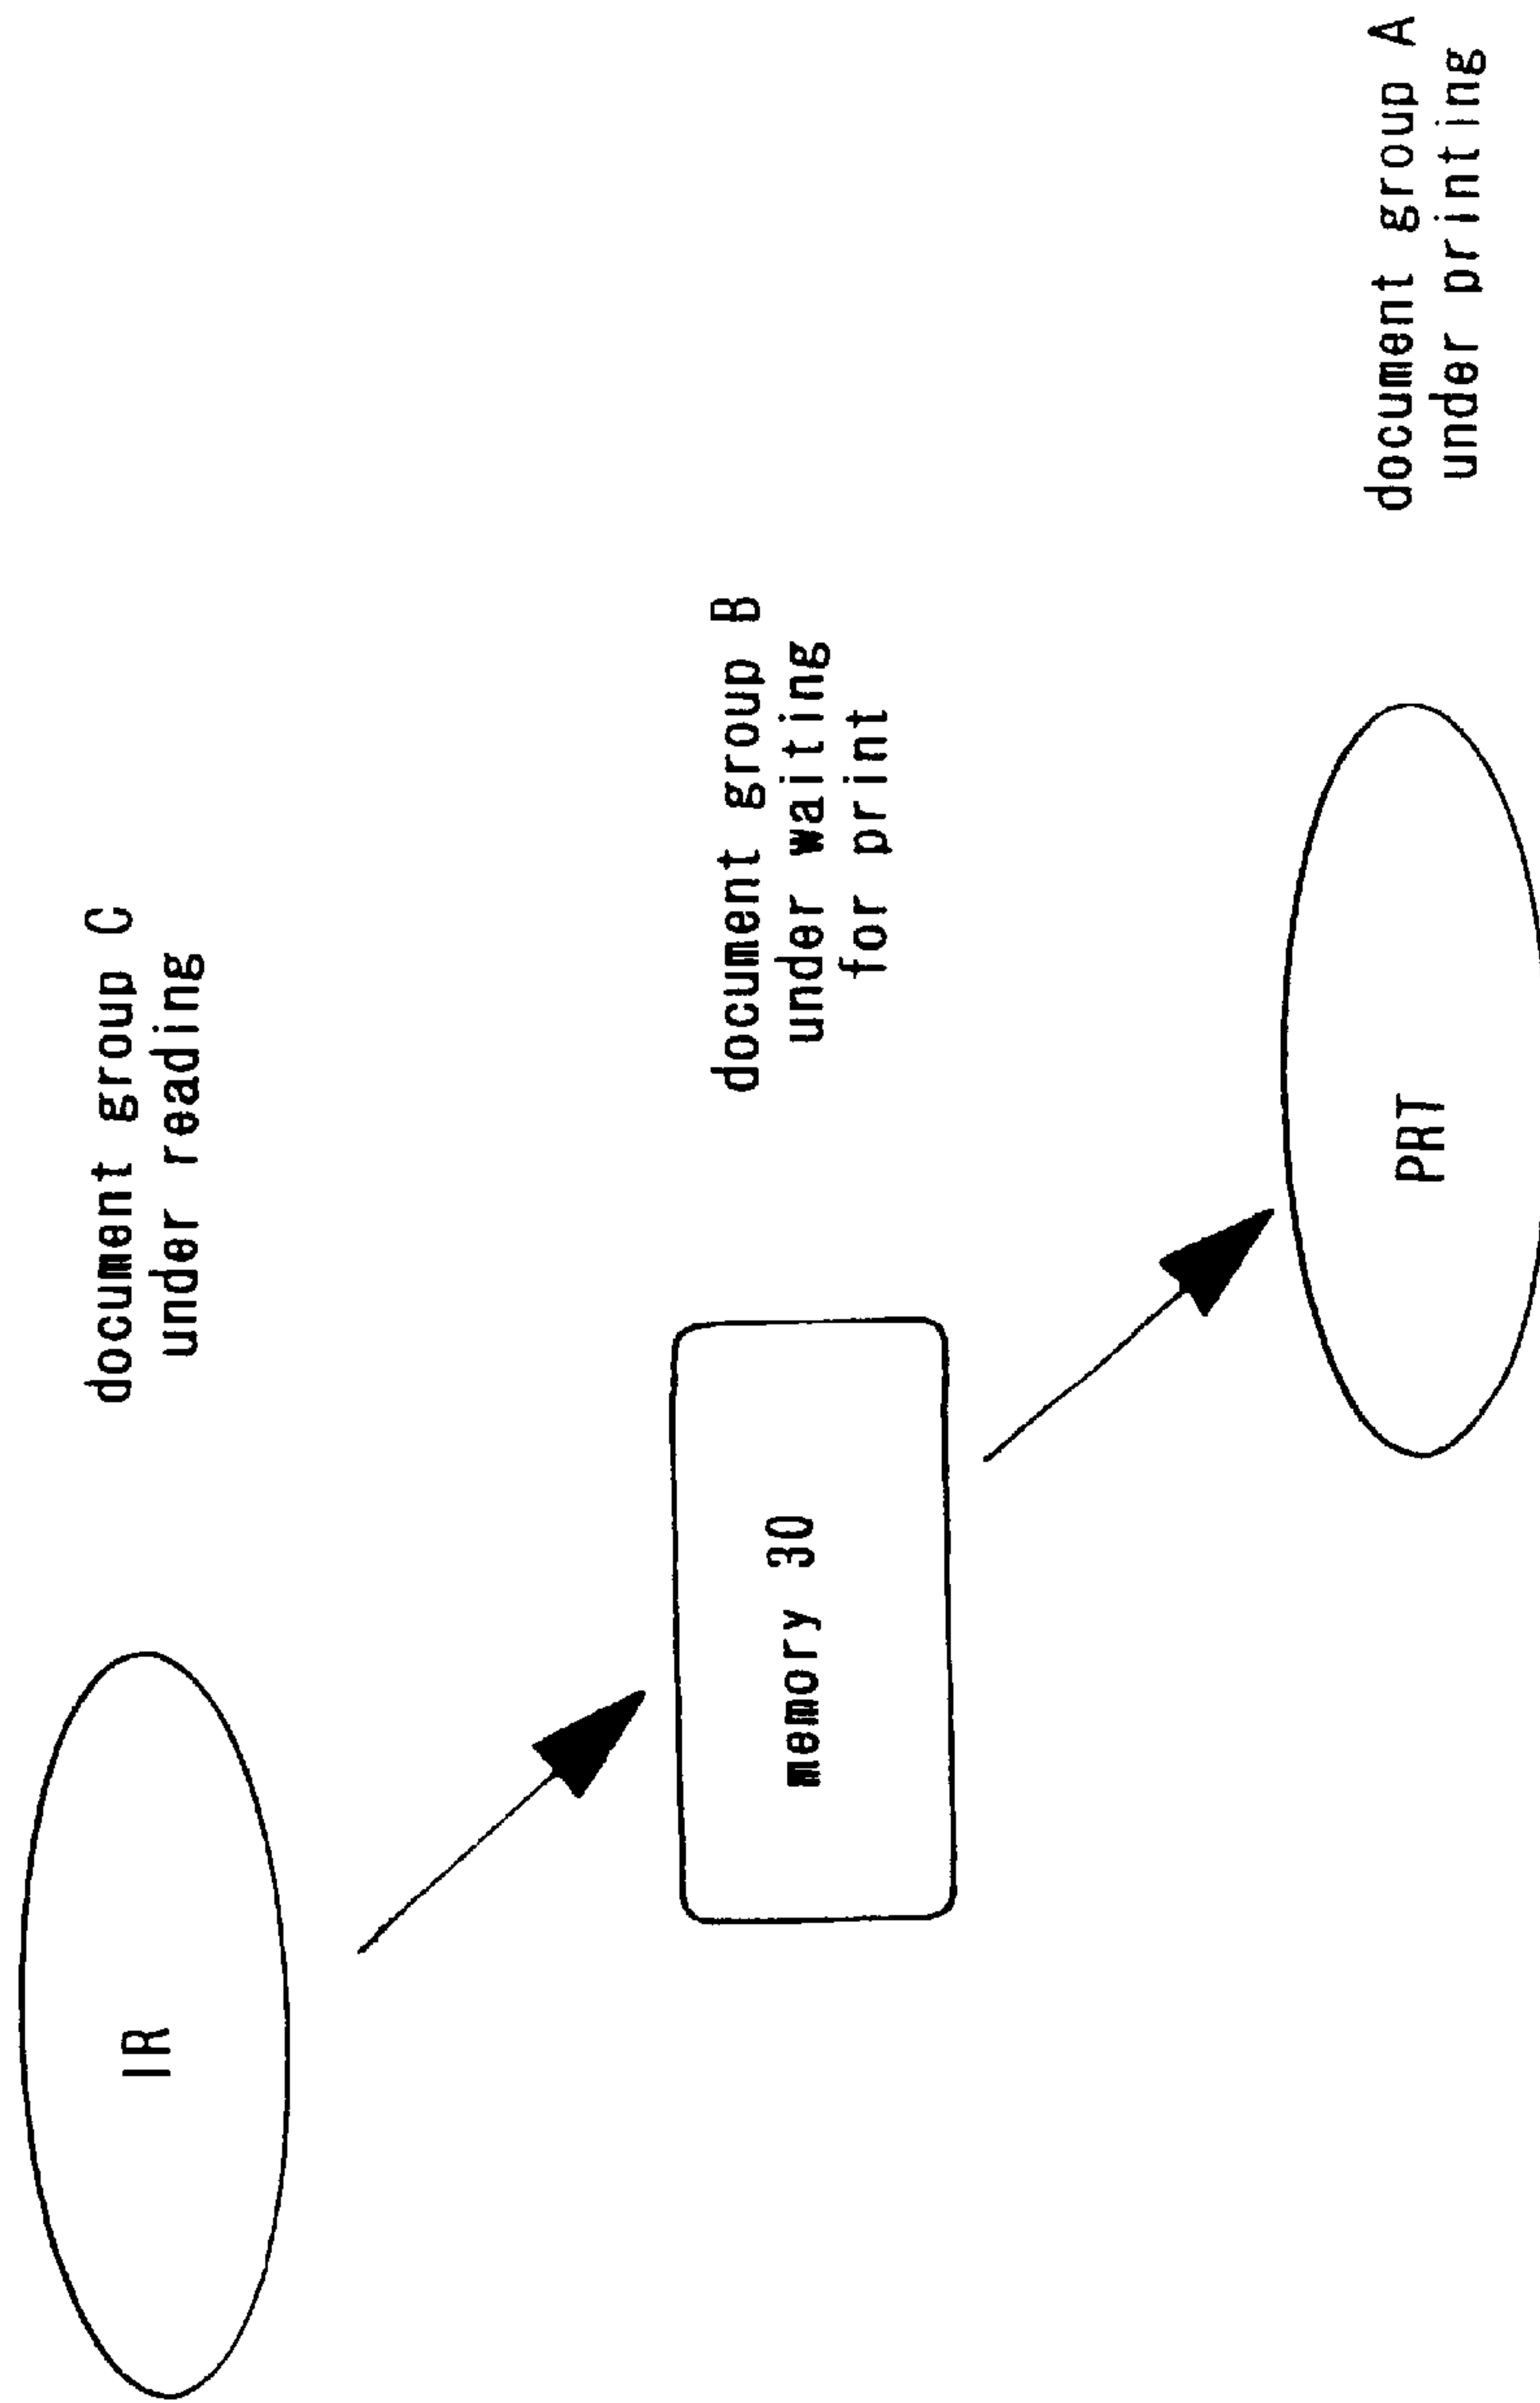 IR
document group C
under reading
memory 30
document group B
under waiting
for print
PRT
document group A
under printing